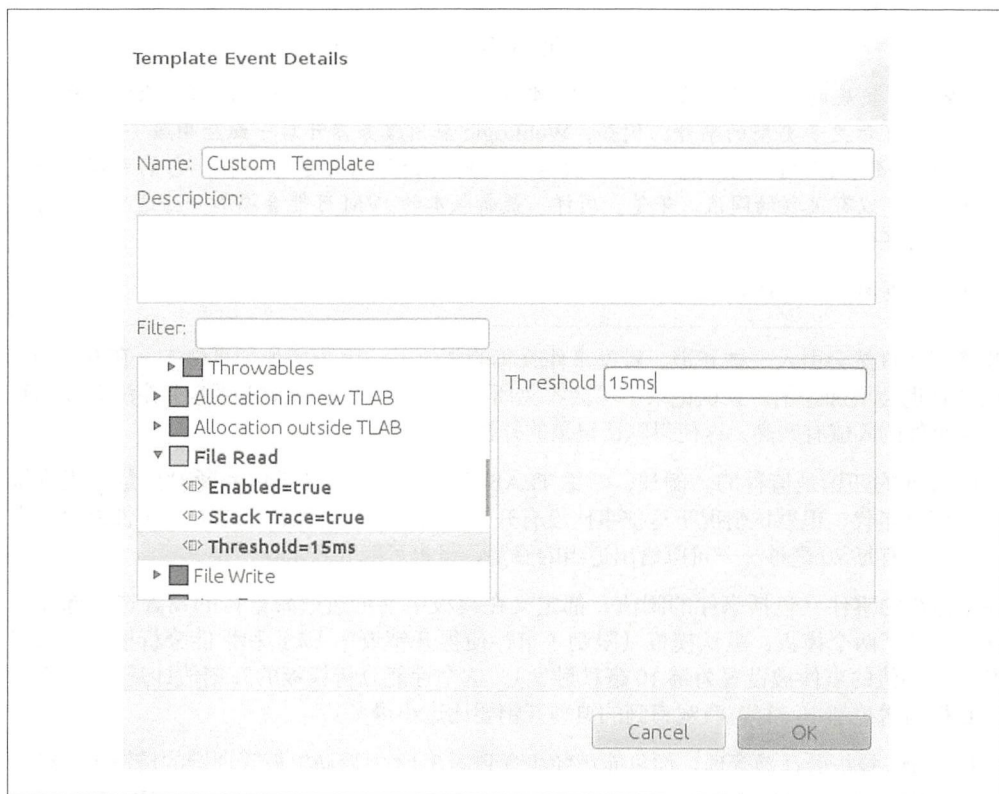 Template Event Details
Name: Custom Template
Description:
Filter:
Throwables
Allocation in new TLAB
Allocation outside TLAB
File Read
Enabled=true
Stack Trace=true
Threshold=15ms
File Write
Threshold 15ms
Cancel OK